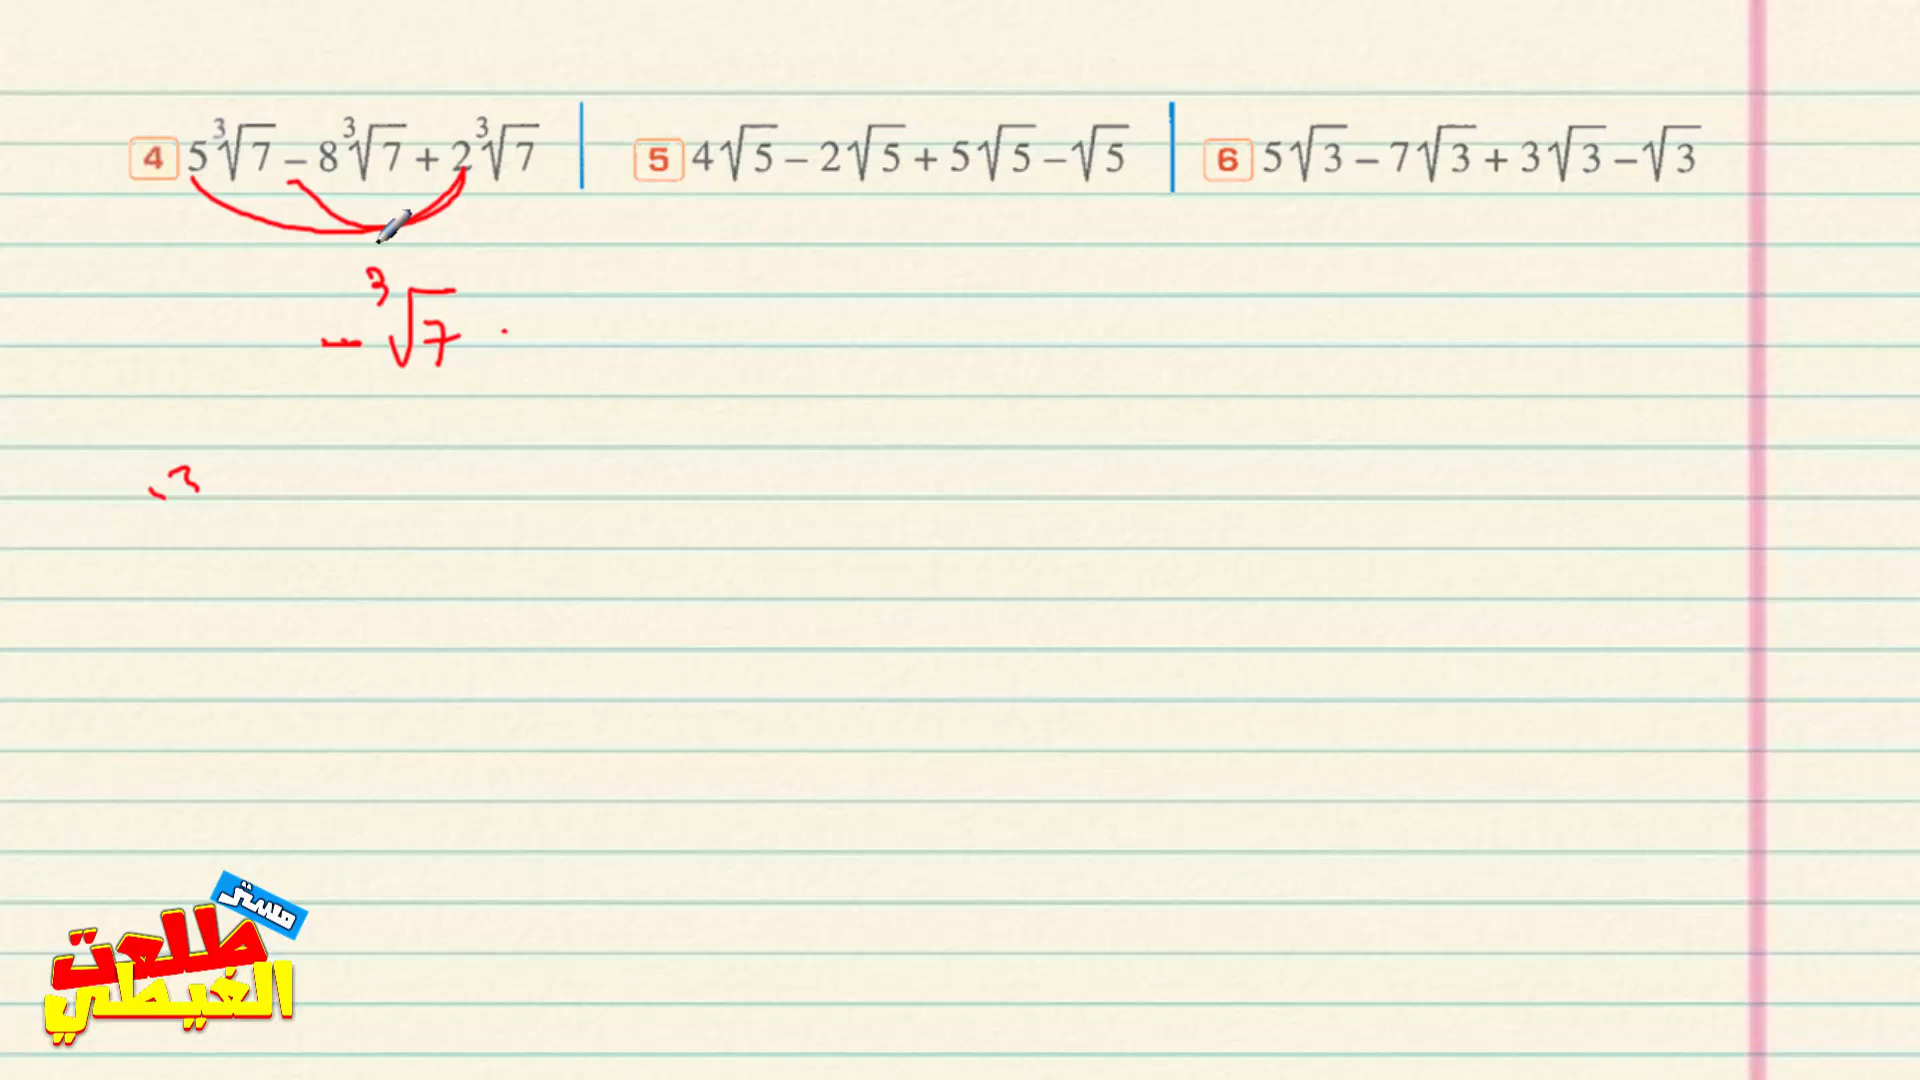 4 5∛7 – 8∛7 + 2∛7
5 4√5 – 2√5 + 5√5 – √5
6 5√3 – 7√3 + 3√3 – √3
– ∛7
مستر
طلعت
الغيطي